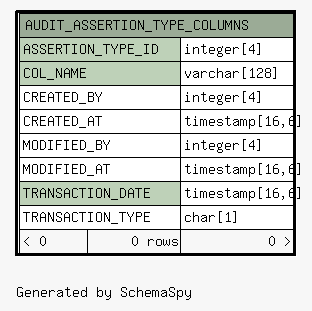 AUDIT_ASSERTION_TYPE_COLUMNS
ASSERTION_TYPE_ID integer[4]
COL_NAME varchar[128]
CREATED_BY integer[4]
CREATED_AT timestamp[16,6]
MODIFIED_BY integer[4]
MODIFIED_AT timestamp[16,6]
TRANSACTION_DATE timestamp[16,6]
TRANSACTION_TYPE char[1]
< 0 0 rows 0 >
Generated by SchemaSpy